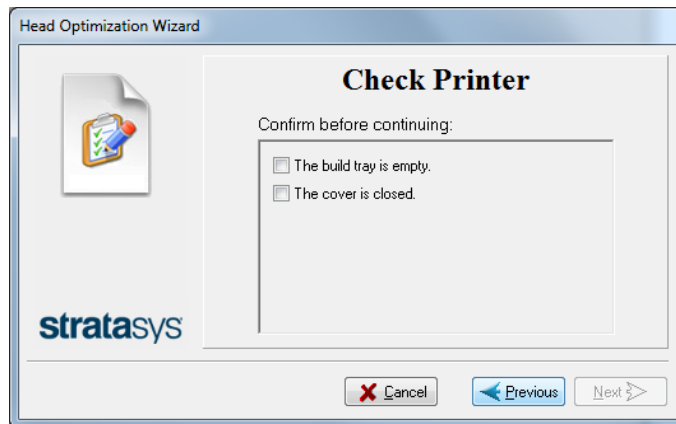 Head Optimization Wizard
Check Printer
Confirm before continuing:
The build tray is empty.
The cover is closed.
stratasys
Cancel
Previous
Next